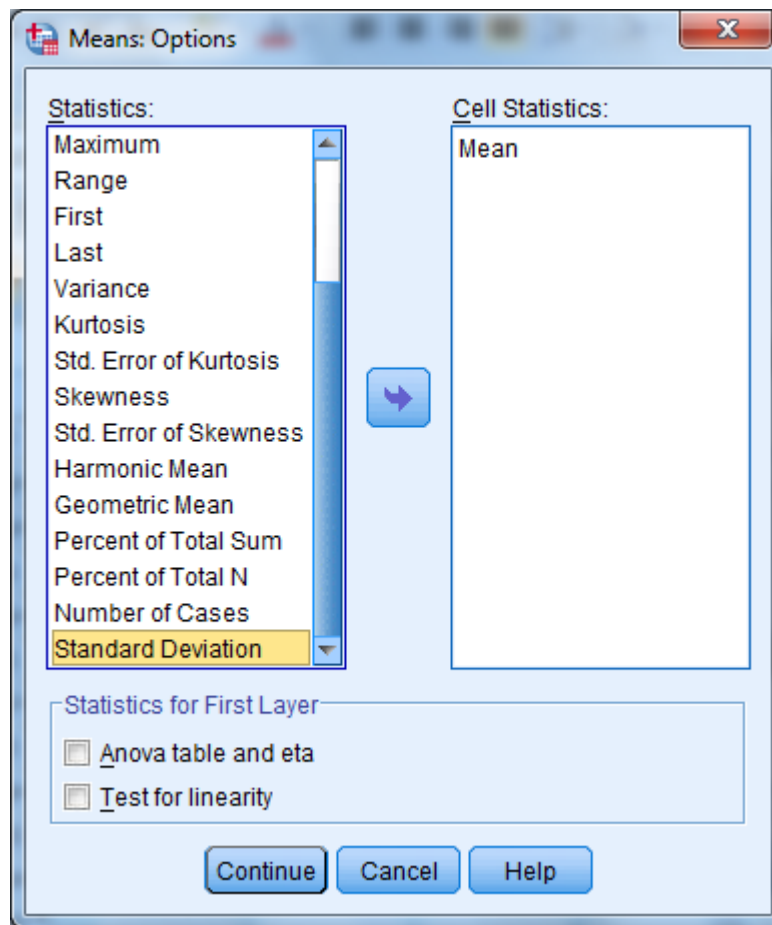 Means: Options
Statistics:
Maximum
Range
First
Last
Variance
Kurtosis
Std. Error of Kurtosis
Skewness
Std. Error of Skewness
Harmonic Mean
Geometric Mean
Percent of Total Sum
Percent of Total N
Number of Cases
Standard Deviation
Cell Statistics:
Mean
Statistics for First Layer
Anova table and eta
Test for linearity
Continue
Cancel
Help